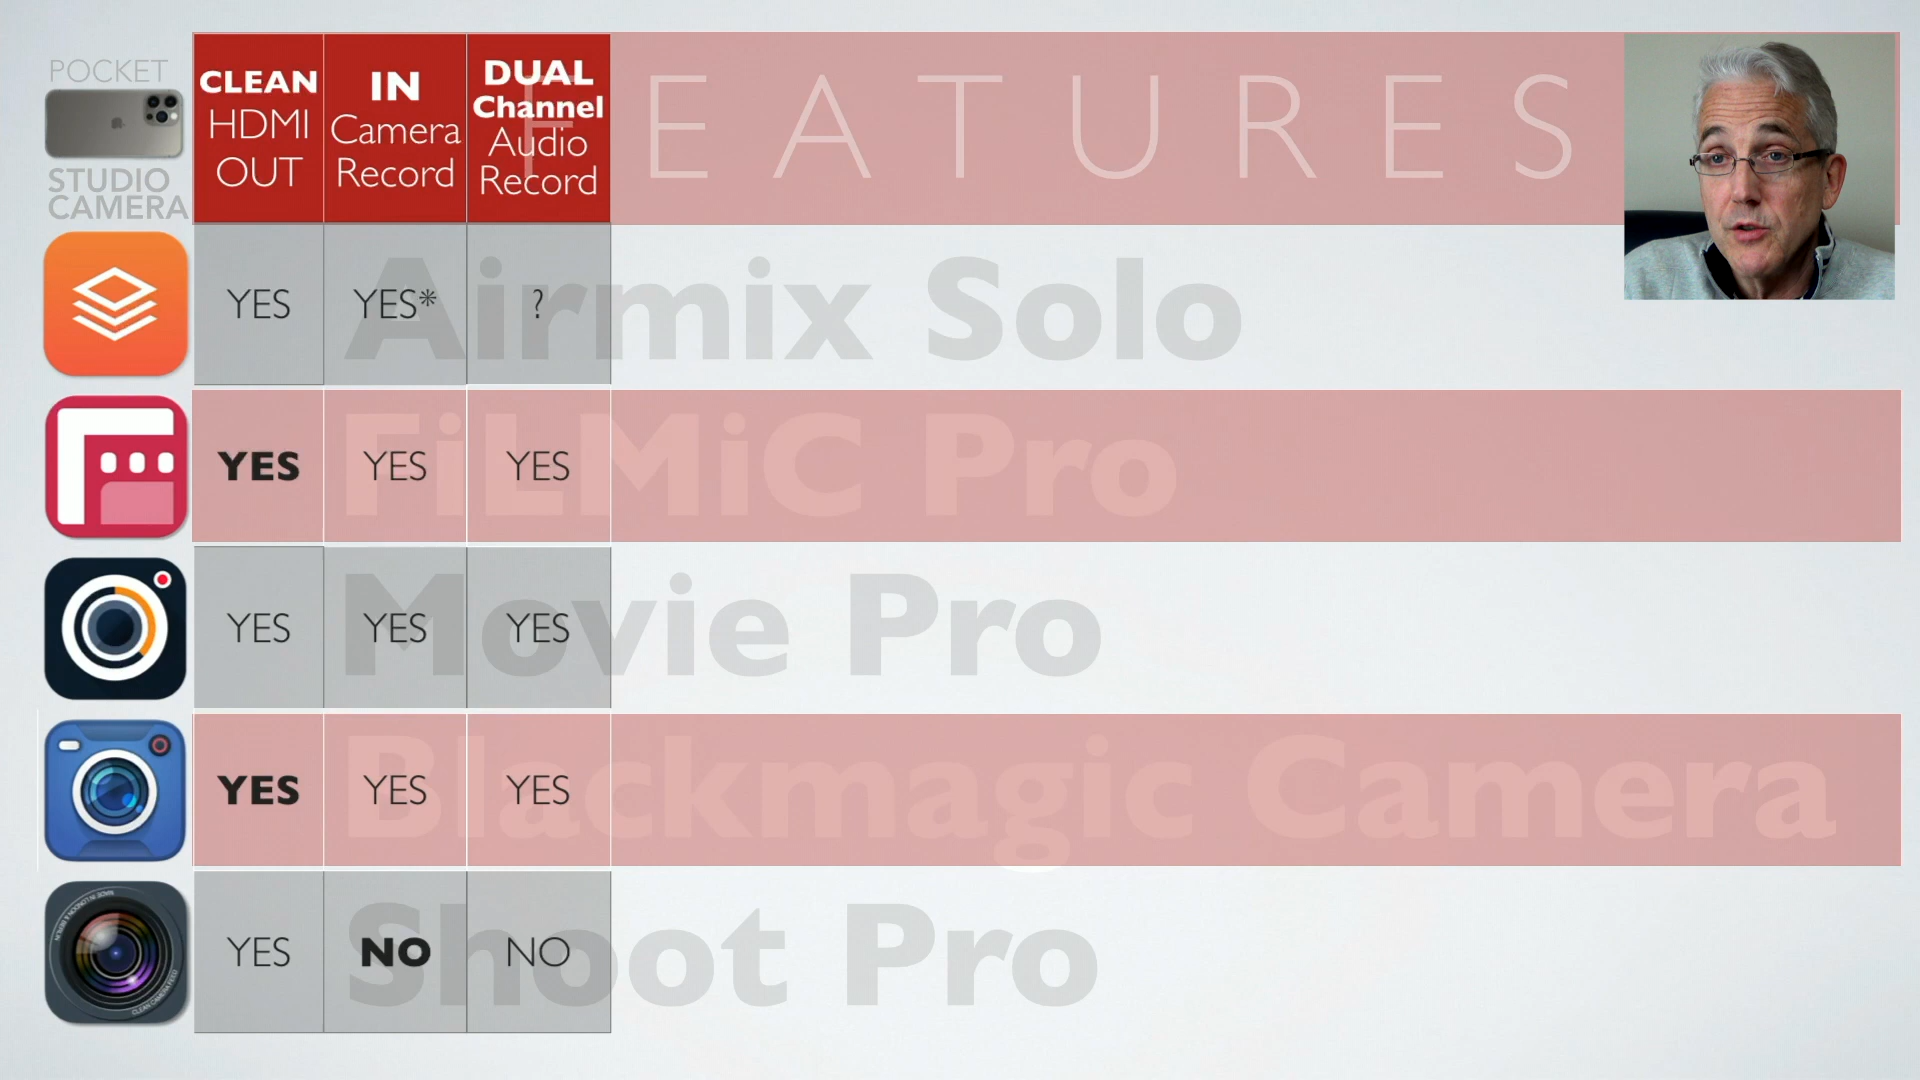 POCKET
STUDIO
CAMERA
CLEAN
HDMI
OUT
IN
Camera
Record
DUAL
Channel
Audio
Record
FEATURES
YES
YES*
?
Airmix Solo
YES
YES
YES
FiLMiC Pro
YES
YES
YES
Movie Pro
YES
YES
YES
Blackmagic Camera
YES
NO
NO
Shoot Pro